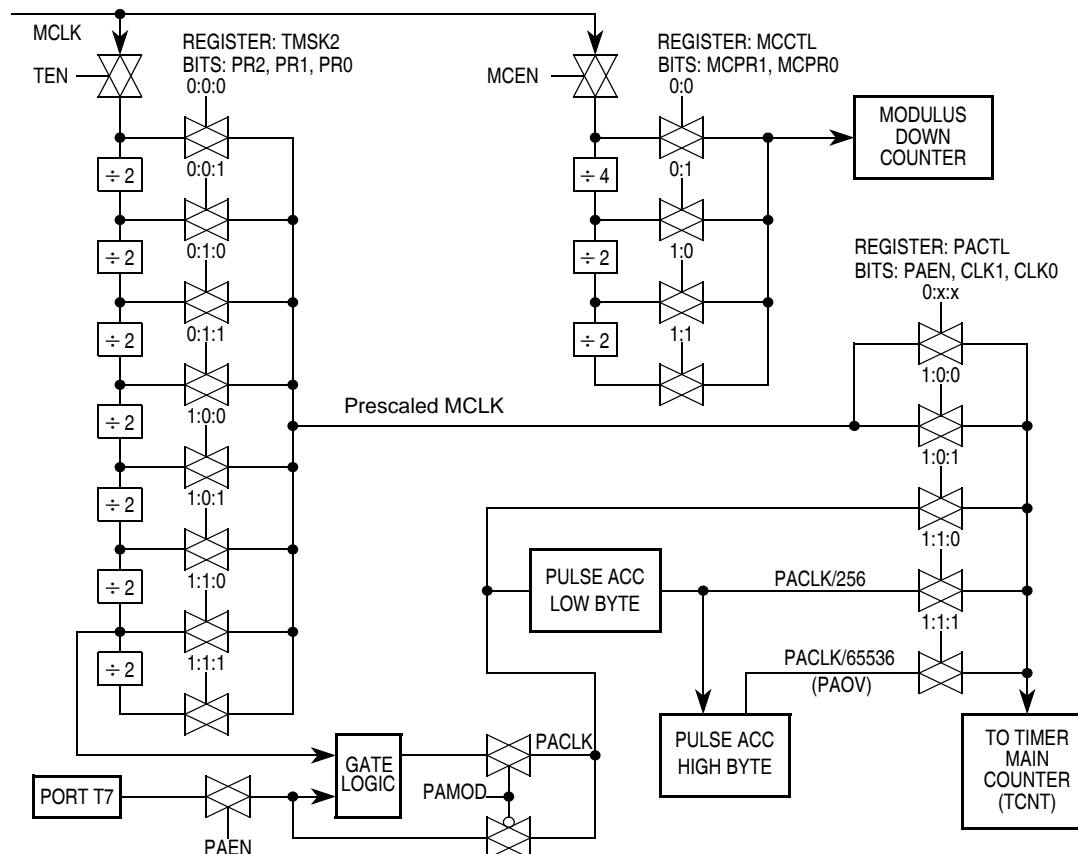 MCLK
TEN
REGISTER: TMSK2
BITS: PR2, PR1, PR0
0:0:0
÷ 2
0:0:1
÷ 2
0:1:0
÷ 2
0:1:1
÷ 2
1:0:0
÷ 2
1:0:1
÷ 2
1:1:0
÷ 2
1:1:1
MCEN
REGISTER: MCCTL
BITS: MCPR1, MCPR0
0:0
÷ 4
0:1
÷ 2
1:0
÷ 2
1:1
MODULUS
DOWN
COUNTER
Prescaled MCLK
REGISTER: PACTL
BITS: PAEN, CLK1, CLK0
0:x:x
1:0:0
1:0:1
1:1:0
1:1:1
PULSE ACC
LOW BYTE
PACLK/256
PACLK/65536
(PAOV)
PULSE ACC
HIGH BYTE
TO TIMER
MAIN
COUNTER
(TCNT)
PORT T7
PAEN
GATE
LOGIC
PACLK
PAMOD